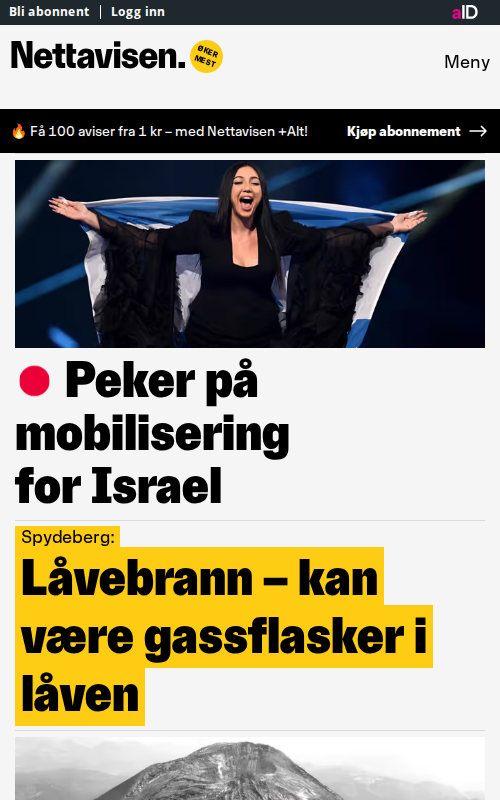 Bli abonnent | Logg inn
aID
Nettavisen.
ØKER
MEST
Meny
🔥 Få 100 aviser fra 1 kr – med Nettavisen +Alt!
Kjøp abonnement →
Peker på
mobilisering
for Israel
Spydeberg:
Låvebrann – kan
være gassflasker i
låven